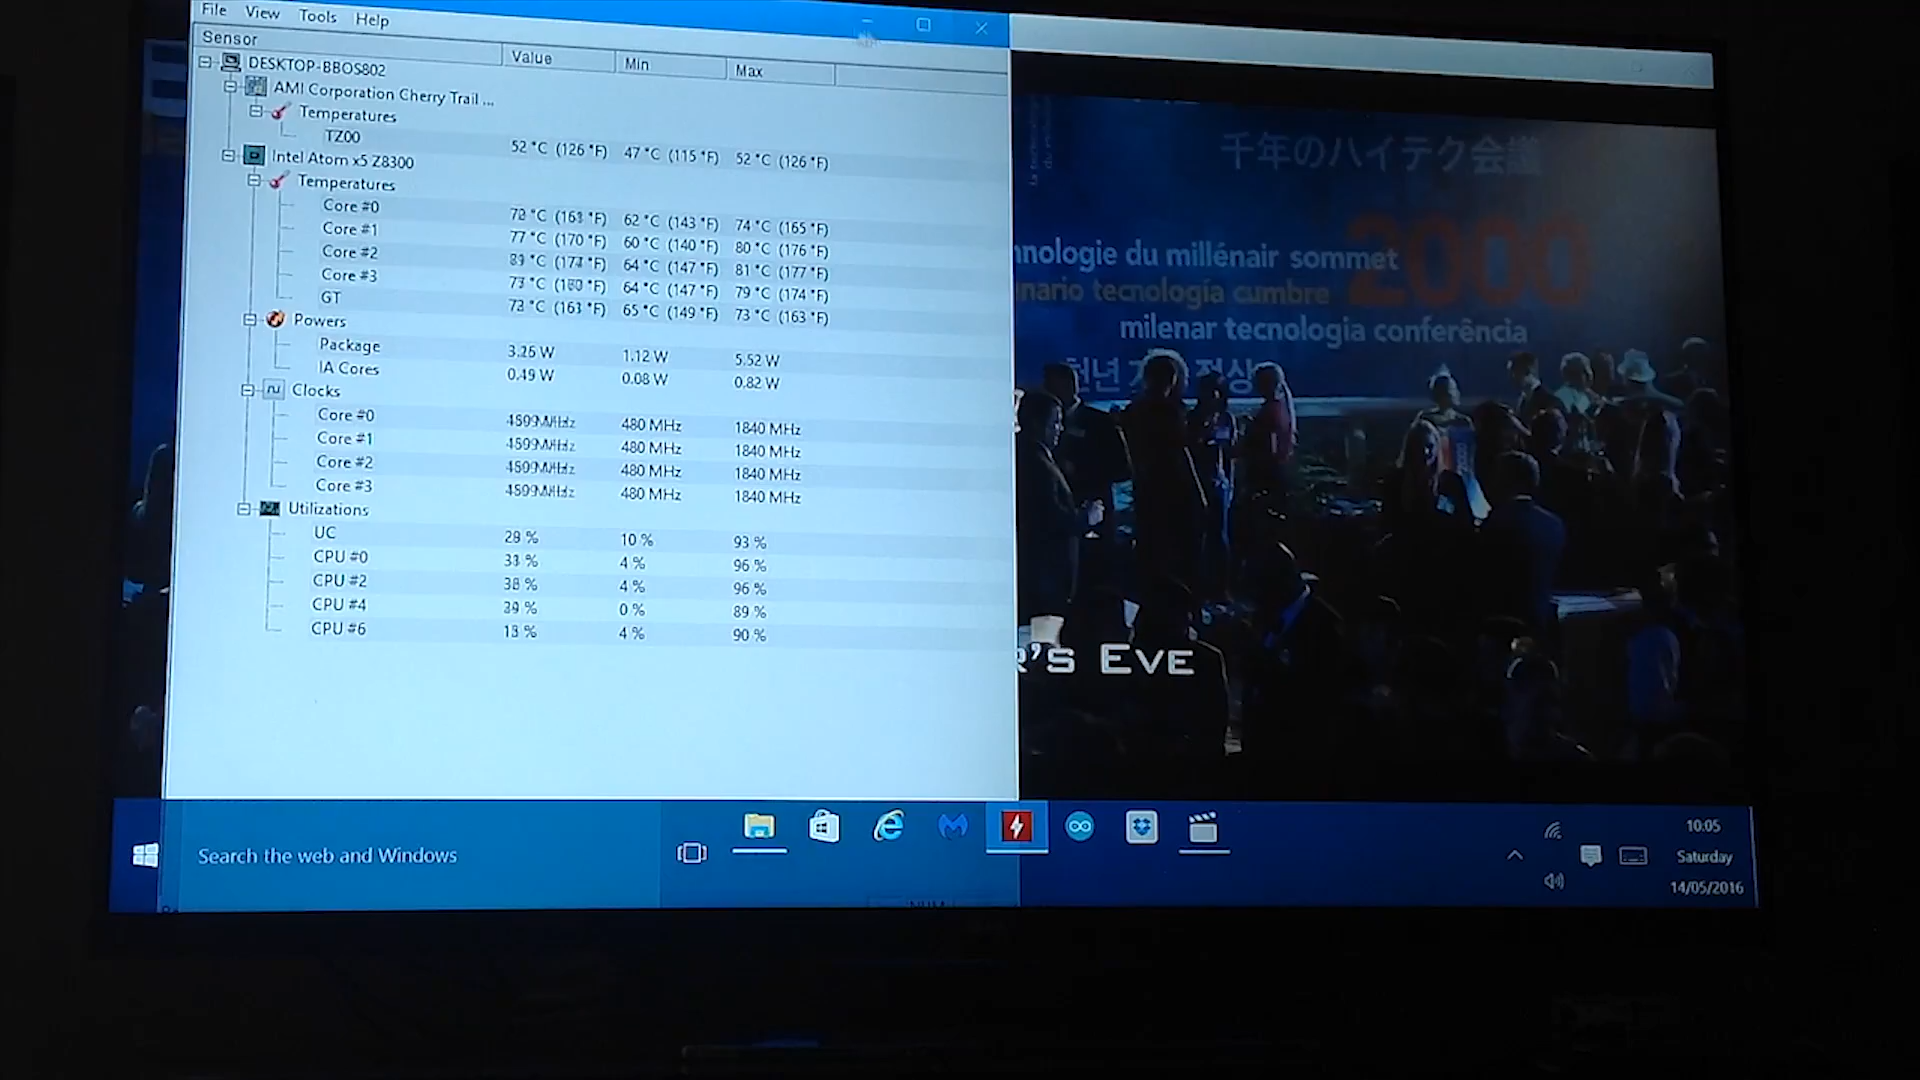 File View Tools Help
Sensor Value Min Max
DESKTOP-BBOS802
AMI Corporation Cherry Trail ...
Temperatures
TZ00 52 °C (126 °F) 47 °C (115 °F) 52 °C (126 °F)
Intel Atom x5 Z8300
Temperatures
Core #0 62 °C (143 °F) 74 °C (165 °F)
Core #1 77 °C (170 °F) 60 °C (140 °F) 80 °C (176 °F)
Core #2 64 °C (147 °F) 81 °C (177 °F)
Core #3 64 °C (147 °F) 79 °C (174 °F)
GT 65 °C (149 °F) 73 °C (163 °F)
Powers
Package 1.12 W 5.52 W
IA Cores 0.49 W 0.08 W 0.82 W
Clocks
Core #0 480 MHz 1840 MHz
Core #1 480 MHz 1840 MHz
Core #2 480 MHz 1840 MHz
Core #3 480 MHz 1840 MHz
Utilizations
UC 10 % 93 %
CPU #0 4 % 96 %
CPU #2 4 % 96 %
CPU #4 0 % 89 %
CPU #6 4 % 90 %
千年のハイテク会議
2000
nnologie du millénair sommet
nario tecnología cumbre
milenar tecnologia conferência
천년 정상
R'S EVE
Search the web and Windows
10:05
Saturday
14/05/2016